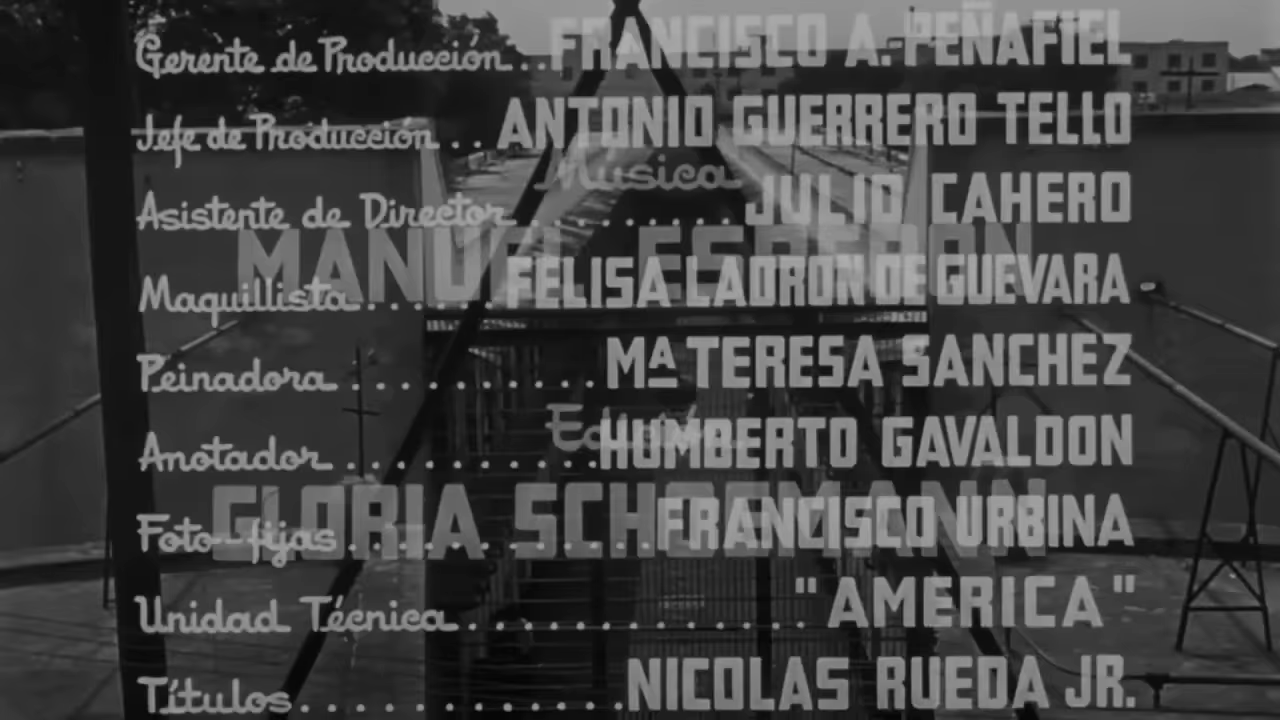 Gerente de Producción...FRANCISCO A. PEÑAFIEL
Jefe de Producción...ANTONIO GUERRERO TELLO
Música
Asistente de Director.........JULIO CAHERO
MANUEL ESPERON
Maquillista.......FELISA LADRON DE GUEVARA
Peinadora............Mª TERESA SANCHEZ
Edición
Anotador............HUMBERTO GAVALDON
GLORIA SCHOEMANN
Foto-fijas............FRANCISCO URBINA
Unidad Técnica.............."AMERICA"
Títulos..............NICOLAS RUEDA JR.